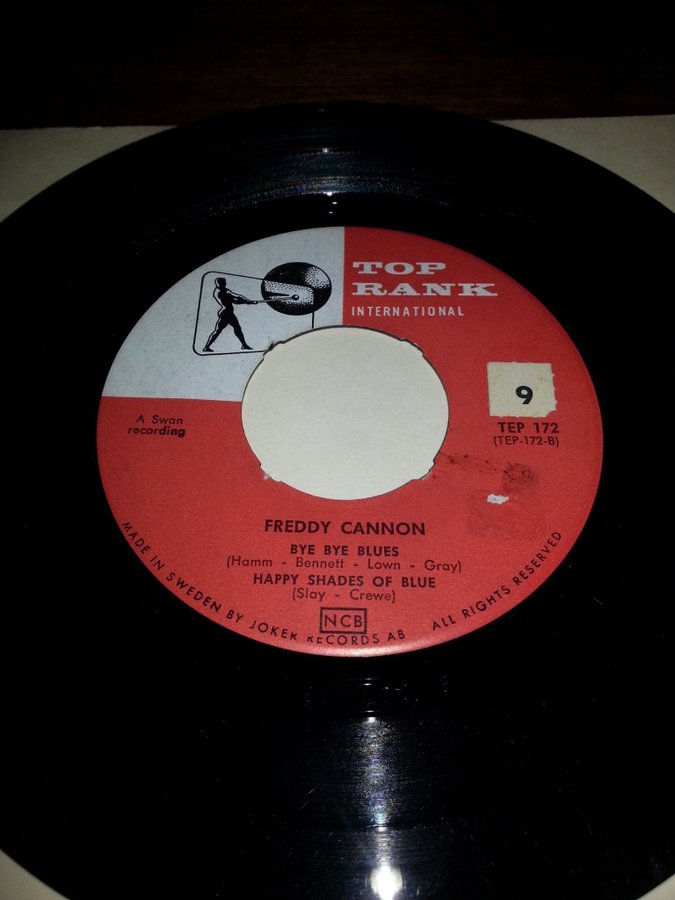 TOP
RANK
INTERNATIONAL
9
A Swan
recording
TEP 172
(TEP-172-B)
FREDDY CANNON
BYE BYE BLUES
(Hamm - Bennett - Lown - Gray)
HAPPY SHADES OF BLUE
(Slay - Crewe)
NCB
MADE IN SWEDEN BY JOKER RECORDS AB ALL RIGHTS RESERVED